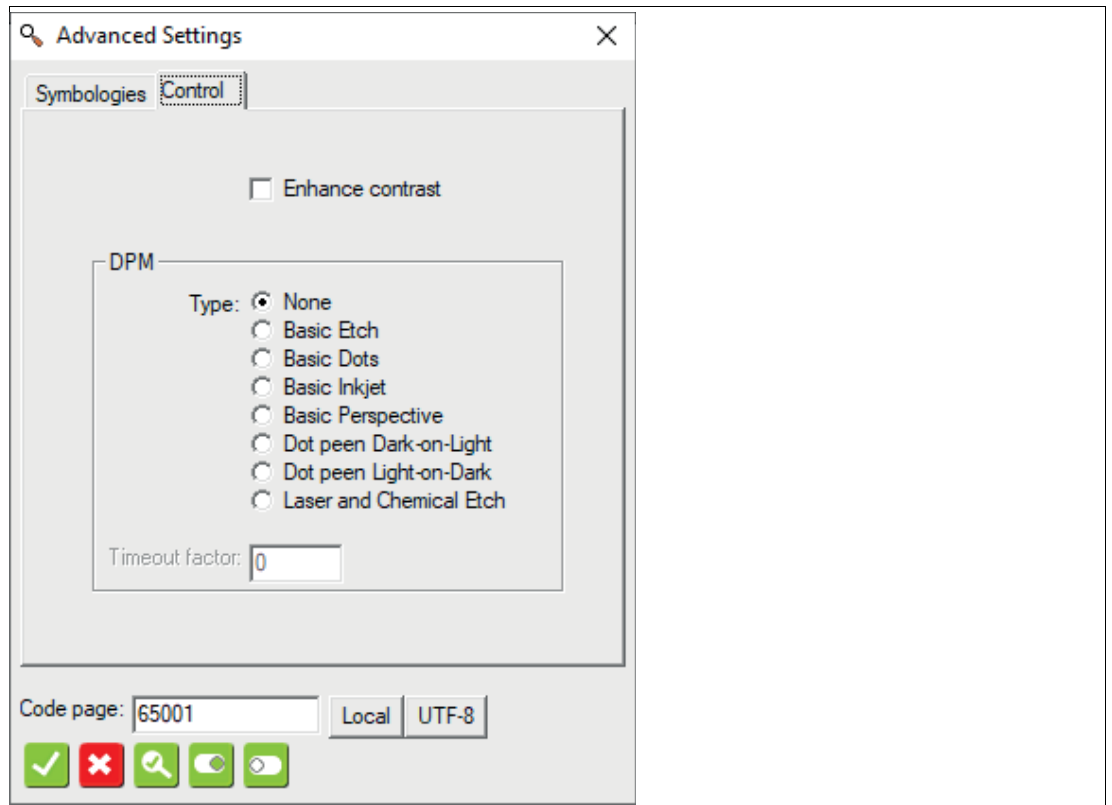 Advanced Settings
Symbologies Control
Enhance contrast
DPM
Type: None
Basic Etch
Basic Dots
Basic Inkjet
Basic Perspective
Dot peen Dark-on-Light
Dot peen Light-on-Dark
Laser and Chemical Etch
Timeout factor: 0
Code page: 65001 Local UTF-8